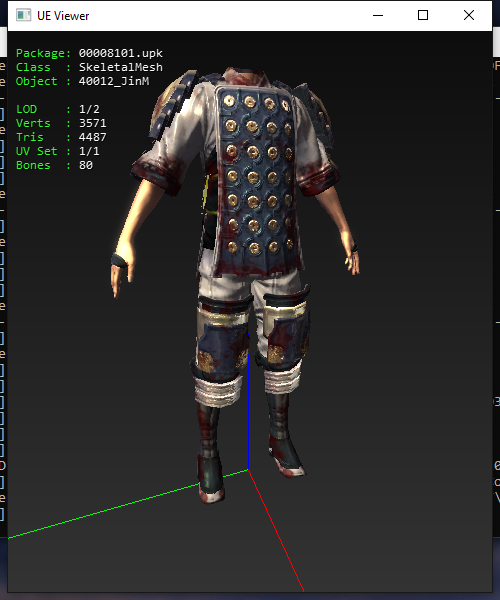 UE Viewer
Package: 00008101.upk
Class : SkeletalMesh
Object : 40012_JinM
LOD : 1/2
Verts : 3571
Tris : 4487
UV Set : 1/1
Bones : 80